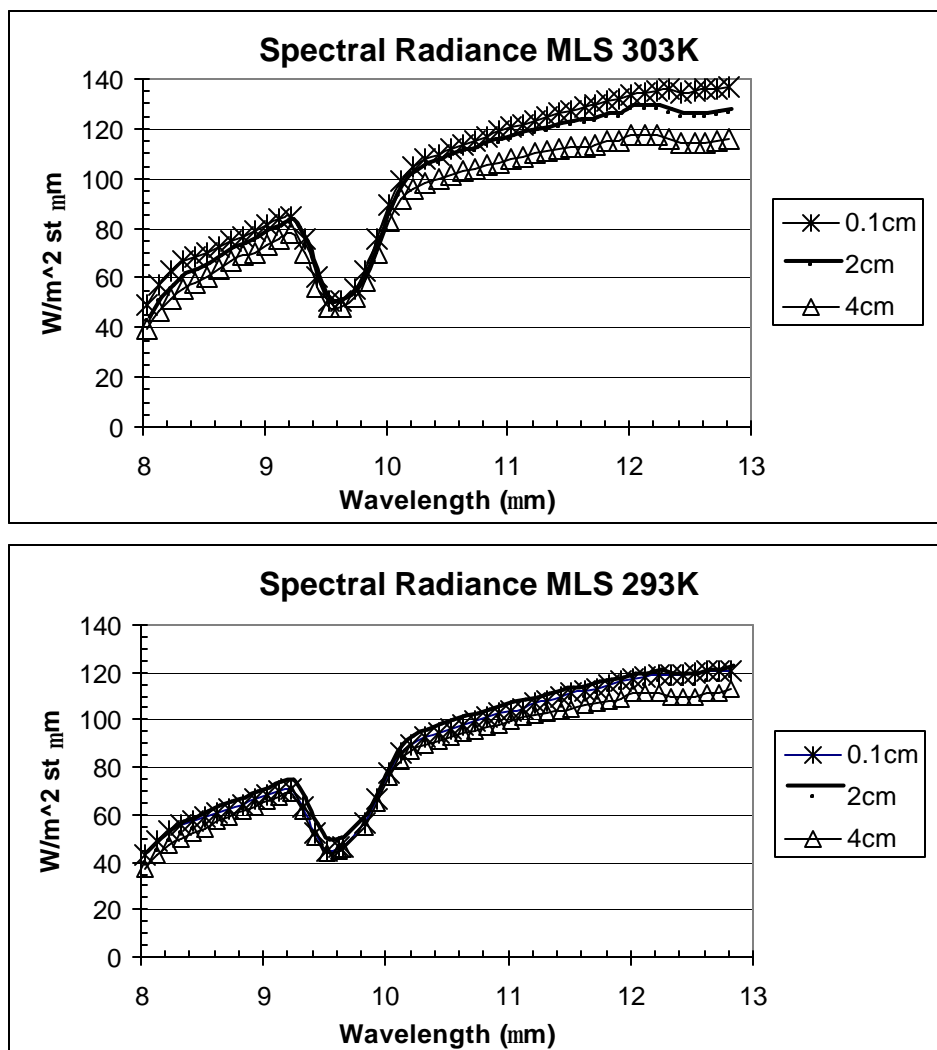 Spectral Radiance MLS 303K
140
120
100
80
60
40
20
0
W/m^2 st mm
8 9 10 11 12 13
Wavelength (mm)
0.1cm
2cm
4cm
Spectral Radiance MLS 293K
140
120
100
80
60
40
20
0
W/m^2 st mm
8 9 10 11 12 13
Wavelength (mm)
0.1cm
2cm
4cm